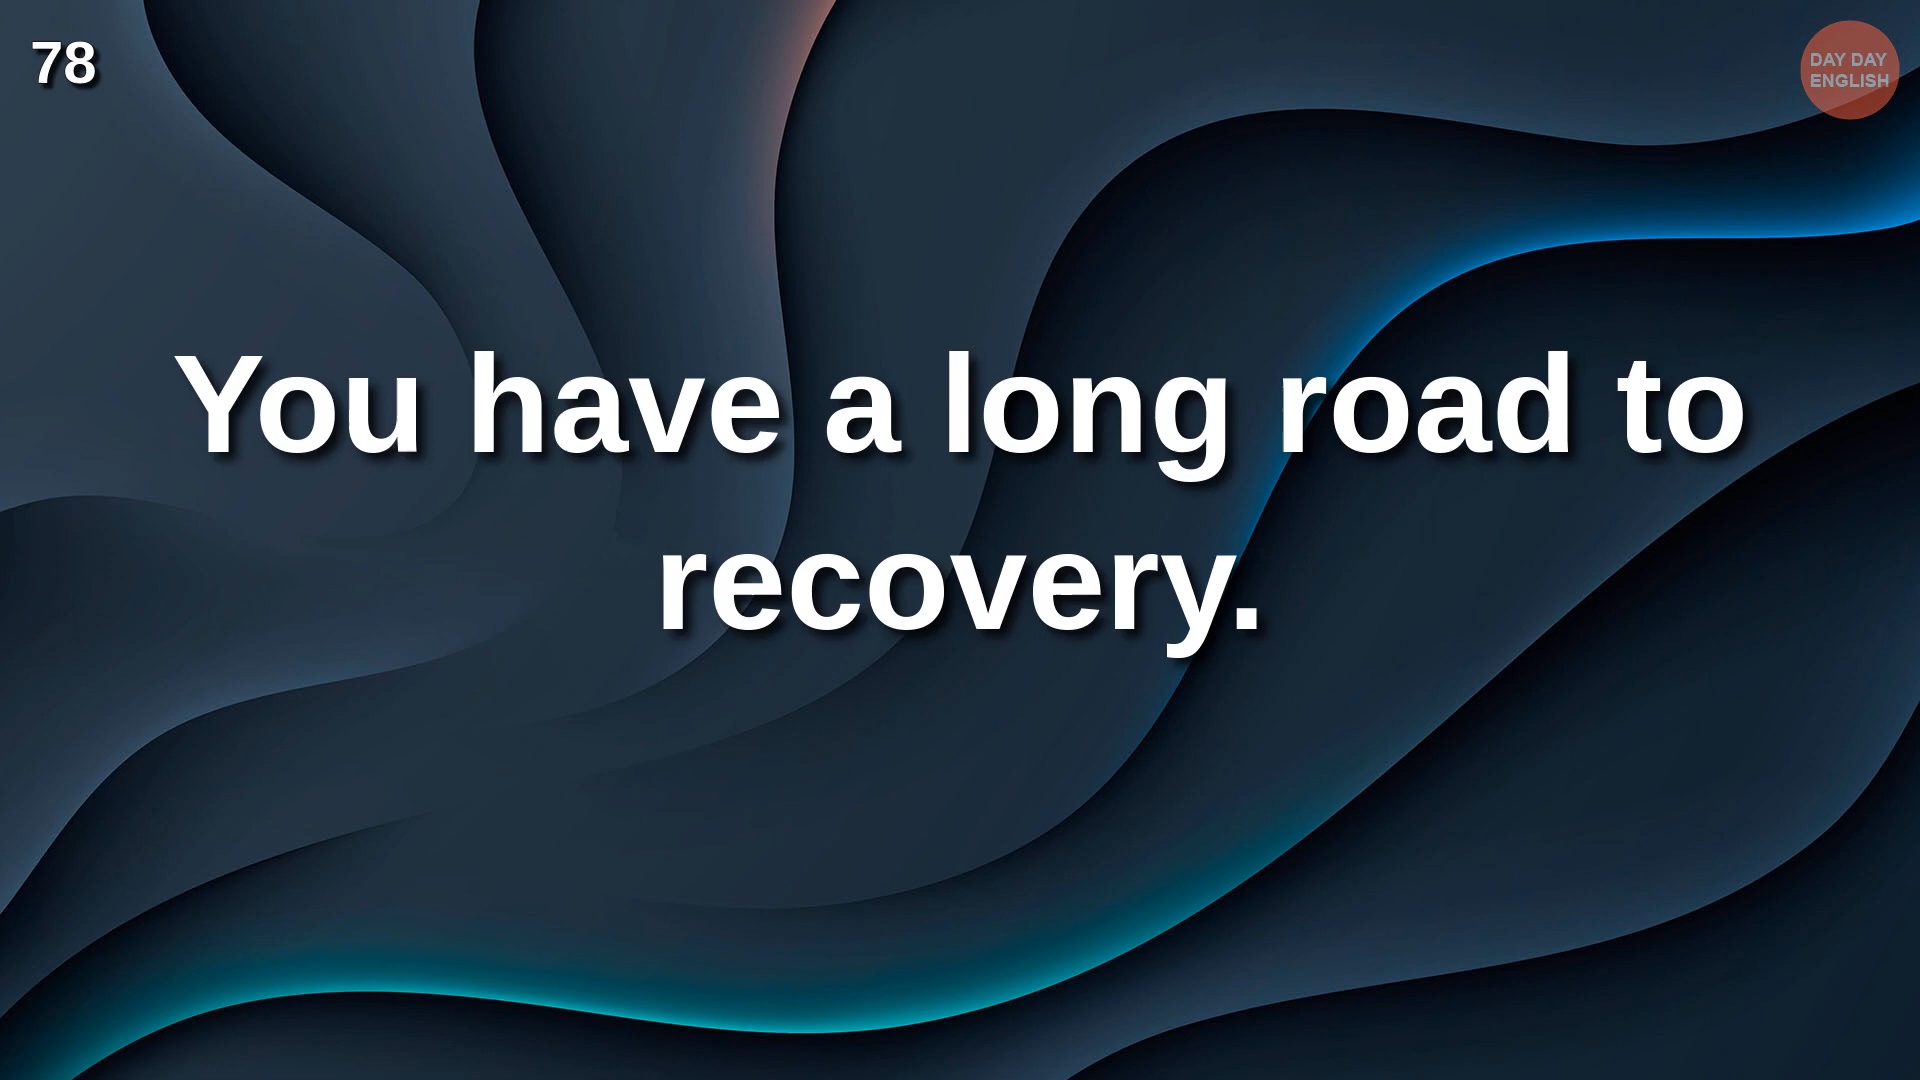 78
DAY DAY
ENGLISH
You have a long road to
recovery.